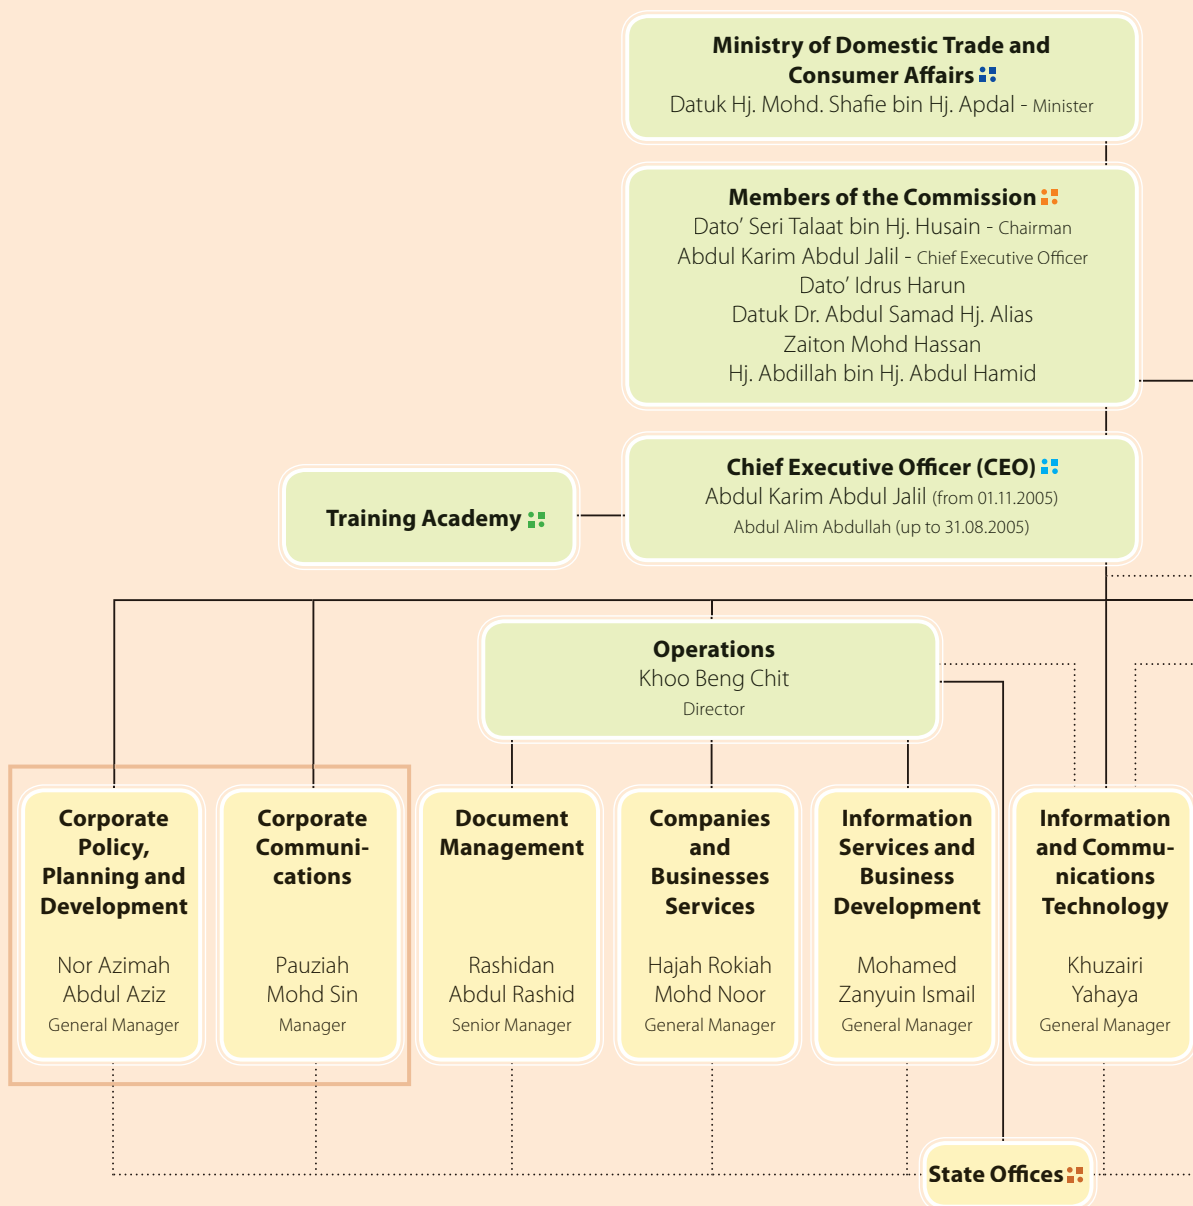 Ministry of Domestic Trade and
Consumer Affairs
Datuk Hj. Mohd. Shafie bin Hj. Apdal - Minister
Members of the Commission
Dato’ Seri Talaat bin Hj. Husain - Chairman
Abdul Karim Abdul Jalil - Chief Executive Officer
Dato’ Idrus Harun
Datuk Dr. Abdul Samad Hj. Alias
Zaiton Mohd Hassan
Hj. Abdillah bin Hj. Abdul Hamid
Chief Executive Officer (CEO)
Abdul Karim Abdul Jalil (from 01.11.2005)
Abdul Alim Abdullah (up to 31.08.2005)
Training Academy
Operations
Khoo Beng Chit
Director
Corporate
Policy,
Planning and
Development
Nor Azimah
Abdul Aziz
General Manager
Corporate
Communi-
cations
Pauziah
Mohd Sin
Manager
Document
Management
Rashidan
Abdul Rashid
Senior Manager
Companies
and
Businesses
Services
Hajah Rokiah
Mohd Noor
General Manager
Information
Services and
Business
Development
Mohamed
Zanyuin Ismail
General Manager
Information
and Commu-
nications
Technology
Khuzairi
Yahaya
General Manager
State Offices